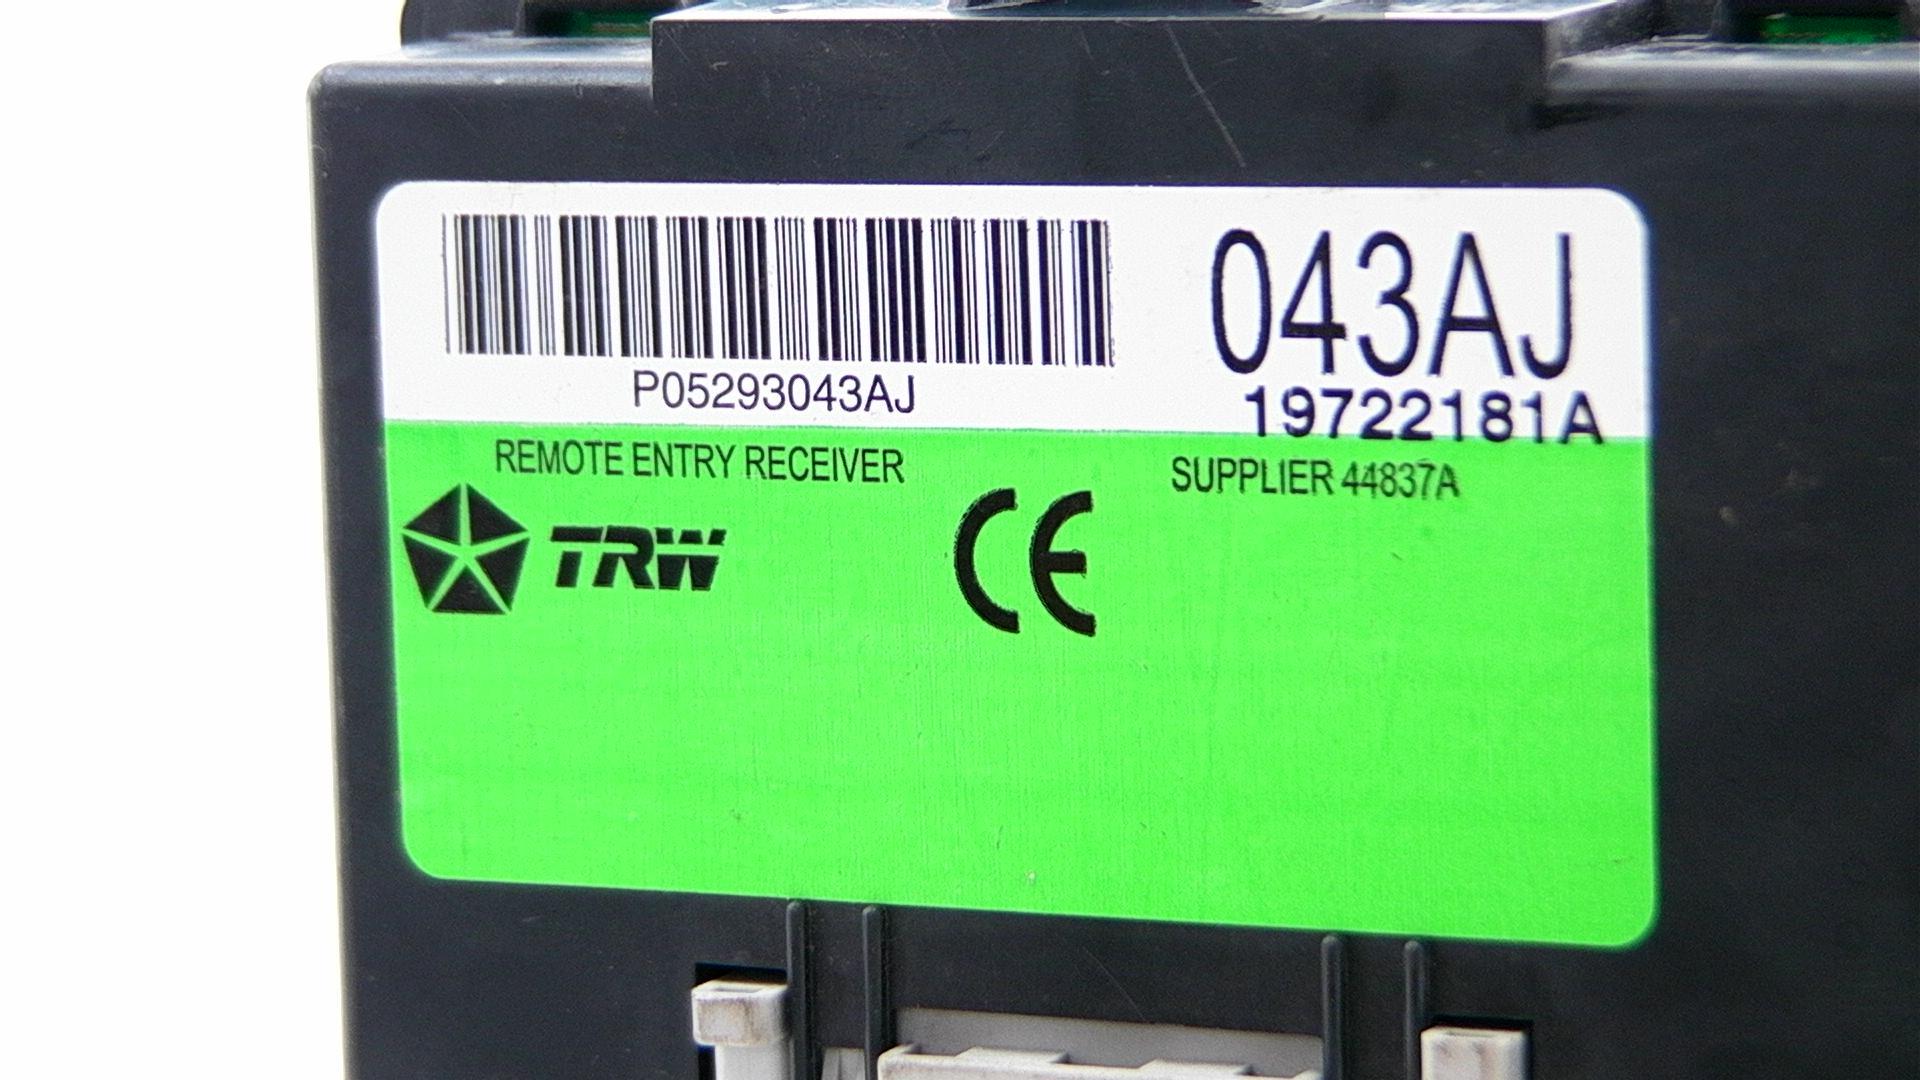 043AJ
P05293043AJ
19722181A
REMOTE ENTRY RECEIVER
SUPPLIER 44837A
TRW
CE